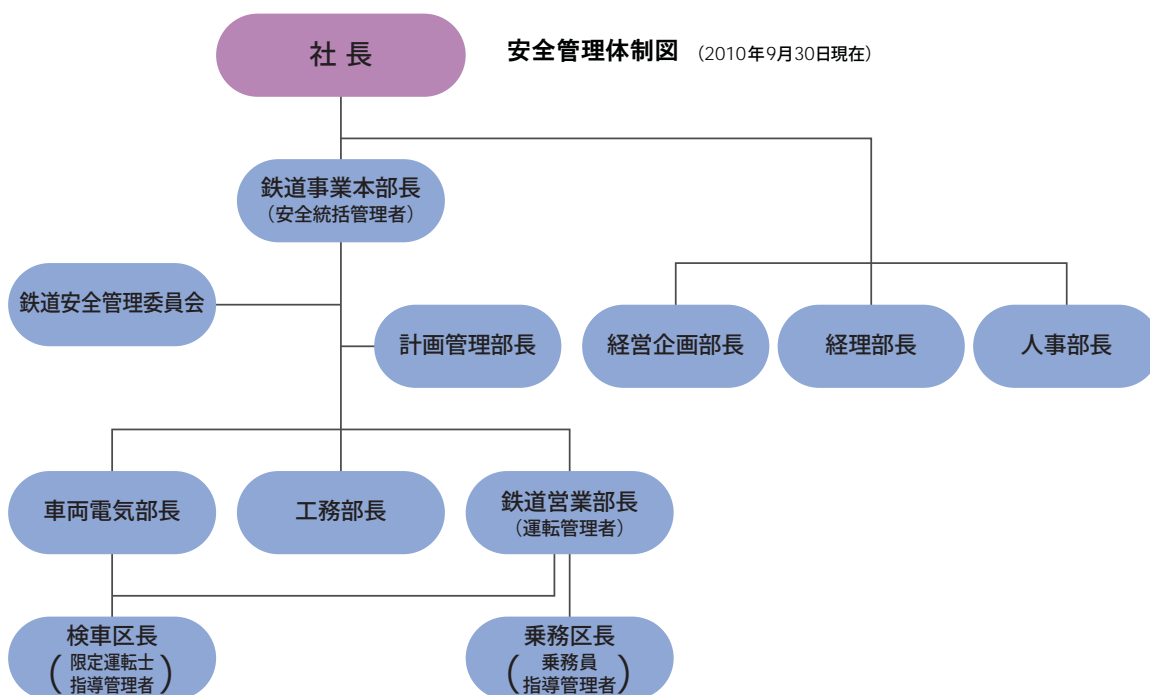 社長
安全管理体制図 （2010年9月30日現在）
鉄道事業本部長
（安全統括管理者）
鉄道安全管理委員会
計画管理部長
経営企画部長
経理部長
人事部長
車両電気部長
工務部長
鉄道営業部長
（運転管理者）
検車区長
（限定運転士
指導管理者）
乗務区長
（乗務員
指導管理者）